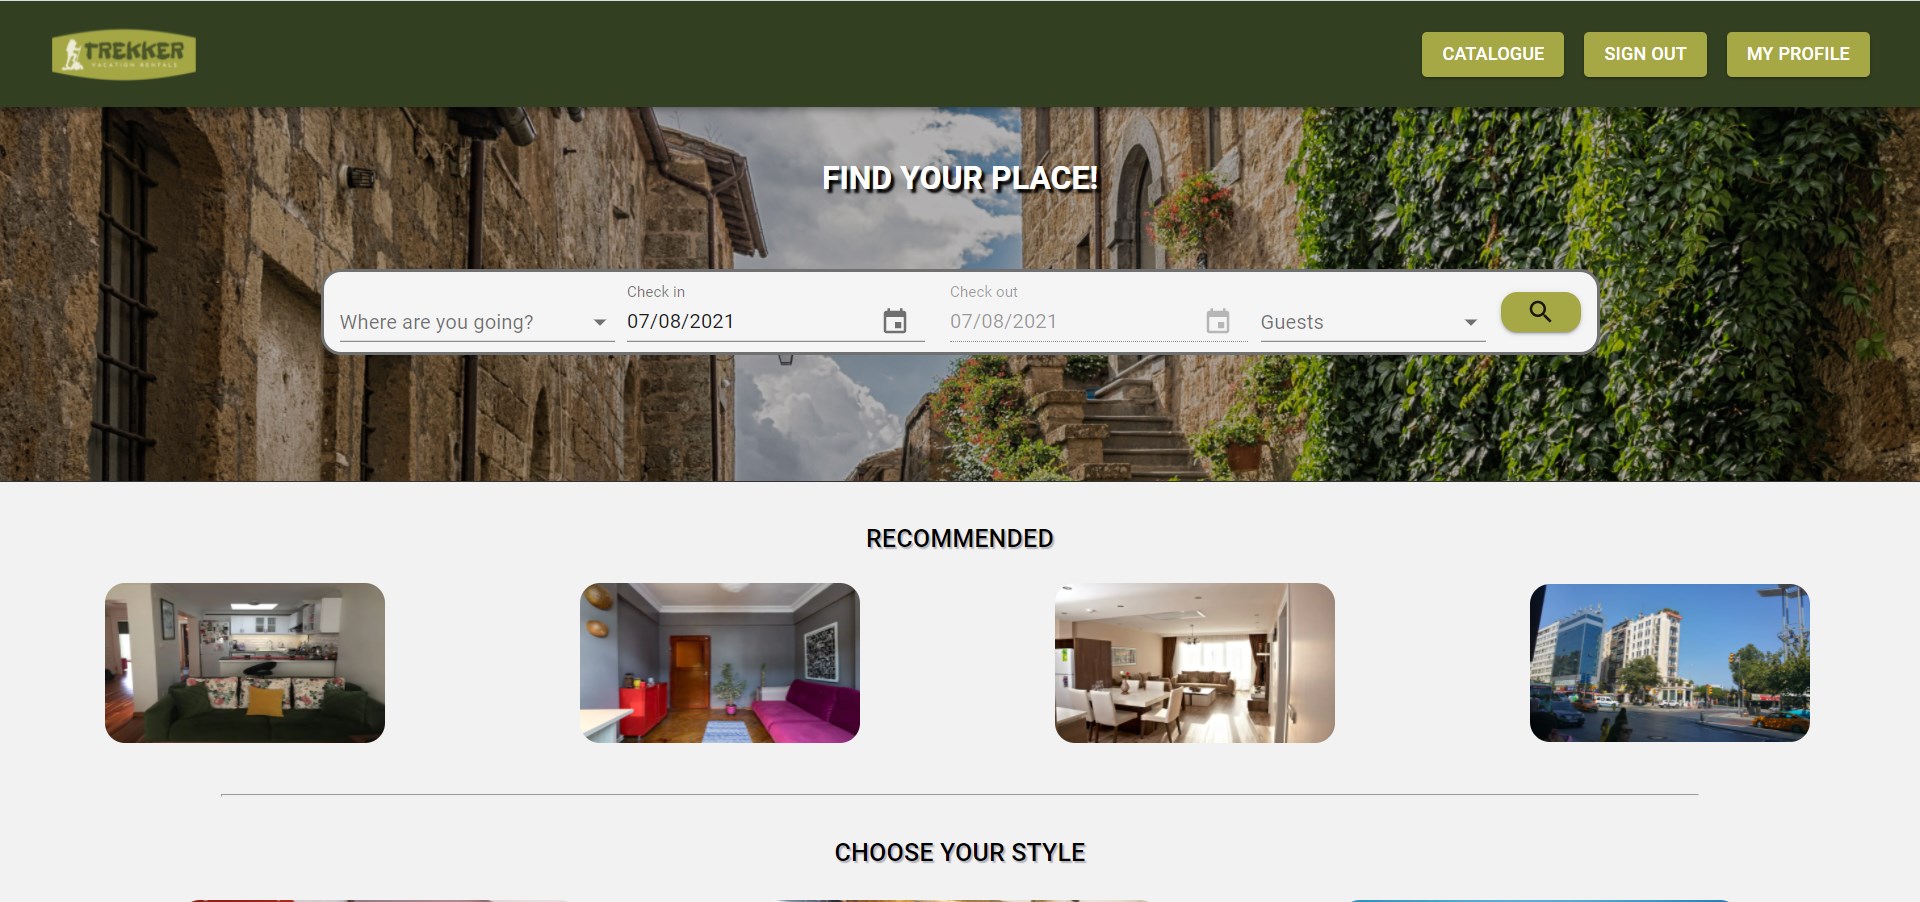 TREKKER
VACATION RENTALS
CATALOGUE
SIGN OUT
MY PROFILE
FIND YOUR PLACE!
Where are you going?
Check in
07/08/2021
Check out
07/08/2021
Guests
RECOMMENDED
CHOOSE YOUR STYLE